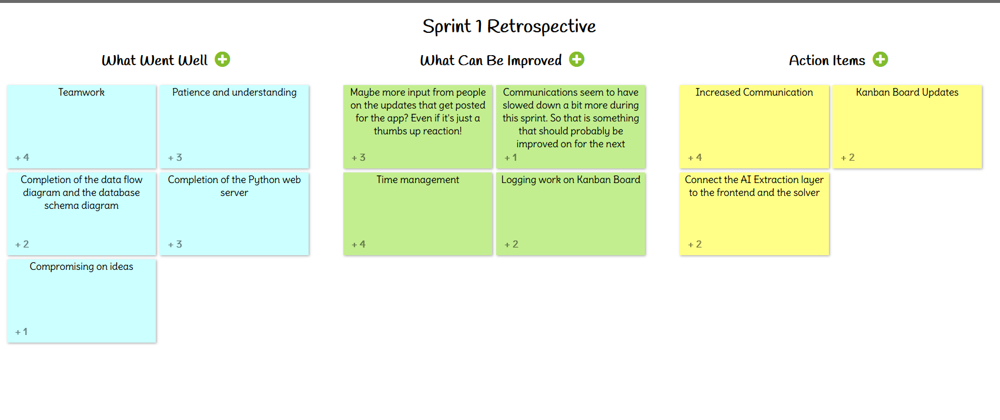 Sprint 1 Retrospective
What Went Well
Teamwork
+ 4
Patience and understanding
+ 3
Completion of the data flow
diagram and the database
schema diagram
+ 2
Completion of the Python web
server
+ 3
Compromising on ideas
+ 1
What Can Be Improved
Maybe more input from people
on the updates that get posted
for the app? Even if it's just a
thumbs up reaction!
+ 3
Communications seem to have
slowed down a bit more during
this sprint. So that is something
that should probably be
improved on for the next
+ 1
Time management
+ 4
Logging work on Kanban Board
+ 2
Action Items
Increased Communication
+ 4
Kanban Board Updates
+ 2
Connect the AI Extraction layer
to the frontend and the solver
+ 2